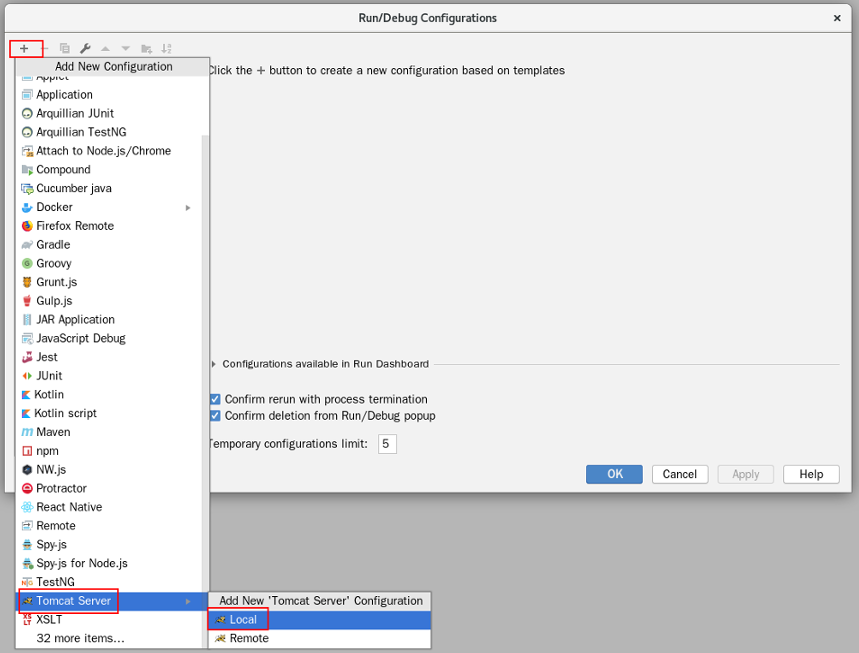 Run/Debug Configurations
Add New Configuration
Click the + button to create a new configuration based on templates
Applet
Application
Arquillian JUnit
Arquillian TestNG
Attach to Node.js/Chrome
Compound
Cucumber java
Docker
Firefox Remote
Gradle
Groovy
Grunt.js
Gulp.js
JAR Application
JavaScript Debug
Jest
JUnit
Kotlin
Kotlin script
Maven
npm
NW.js
Protractor
React Native
Remote
Spy-js
Spy-js for Node.js
TestNG
Tomcat Server
XSLT
32 more items...
Configurations available in Run Dashboard
Confirm rerun with process termination
Confirm deletion from Run/Debug popup
Temporary configurations limit: 5
OK Cancel Apply Help
Add New 'Tomcat Server' Configuration
Local
Remote